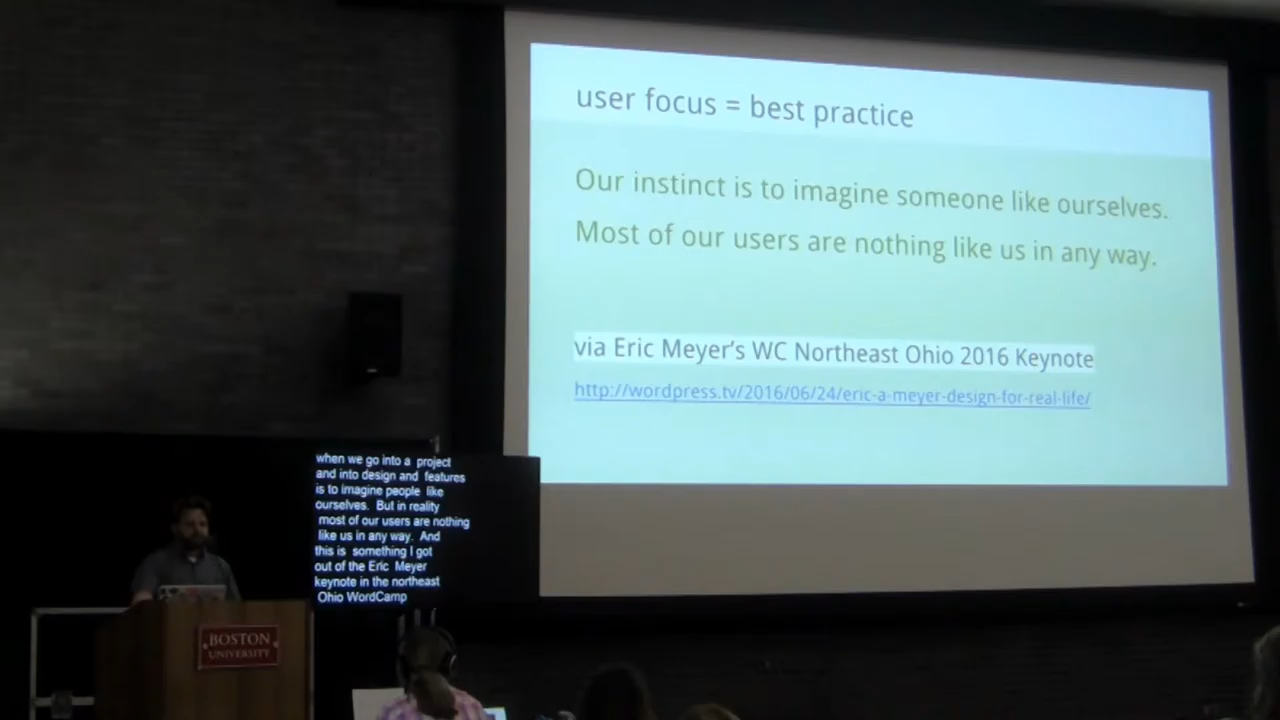 user focus = best practice
Our instinct is to imagine someone like ourselves.
Most of our users are nothing like us in any way.
via Eric Meyer's WC Northeast Ohio 2016 Keynote
http://wordpress.tv/2016/06/24/eric-a-meyer-design-for-real-life/
when we go into a project
and into design and features
is to imagine people like
ourselves. But in reality
most of our users are nothing
like us in any way. And
this is something I got
out of the Eric Meyer
keynote in the northeast
Ohio WordCamp
BOSTON
UNIVERSITY